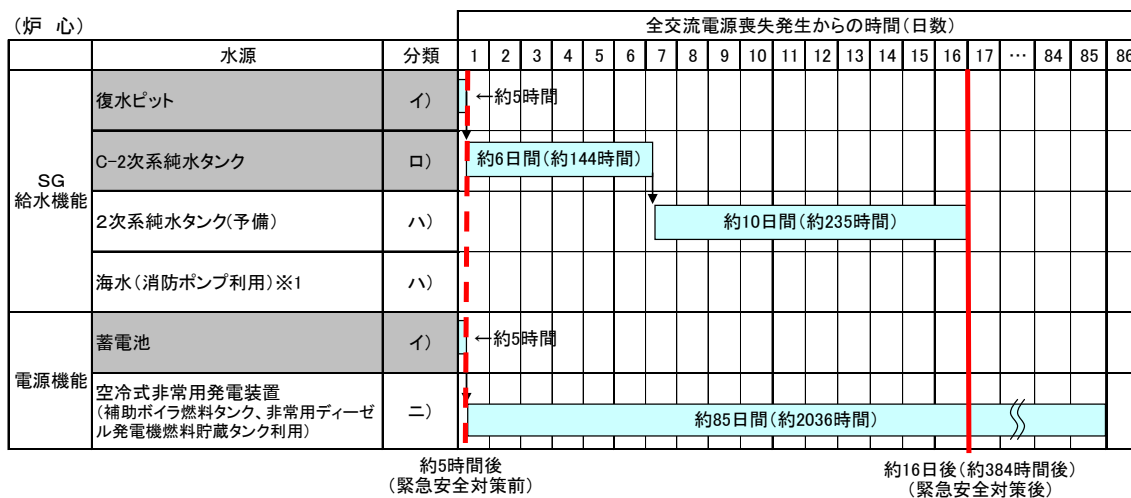 (炉 心)
全交流電源喪失発生からの時間(日数)
水源 分類 1 2 3 4 5 6 7 8 9 10 11 12 13 14 15 16 17 … 84 85 86
SG
給水機能
復水ピット イ) ←約5時間
C-2次系純水タンク ロ) 約6日間(約144時間)
2次系純水タンク(予備) ハ) 約10日間(約235時間)
海水(消防ポンプ利用)※1 ハ)
電源機能
蓄電池 イ) ←約5時間
空冷式非常用発電装置
(補助ボイラ燃料タンク、非常用ディーゼ
ル発電機燃料貯蔵タンク利用)
ニ) 約85日間(約2036時間)
約5時間後
(緊急安全対策前)
約16日後(約384時間後)
(緊急安全対策後)